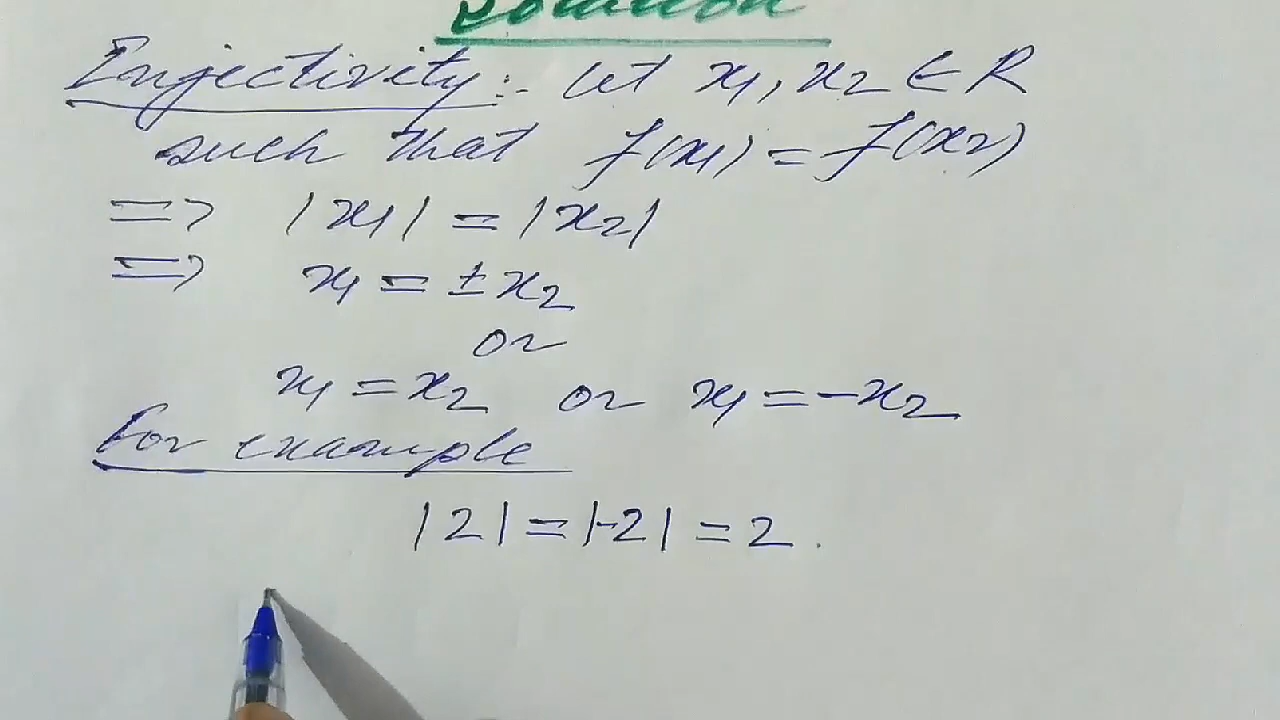 Solution
Injectivity:- Let x₁, x₂ ∈ R
such that f(x₁) = f(x₂)
=> |x₁| = |x₂|
=> x₁ = ± x₂
or
x₁ = x₂ or x₁ = -x₂
For example
|2| = |-2| = 2.